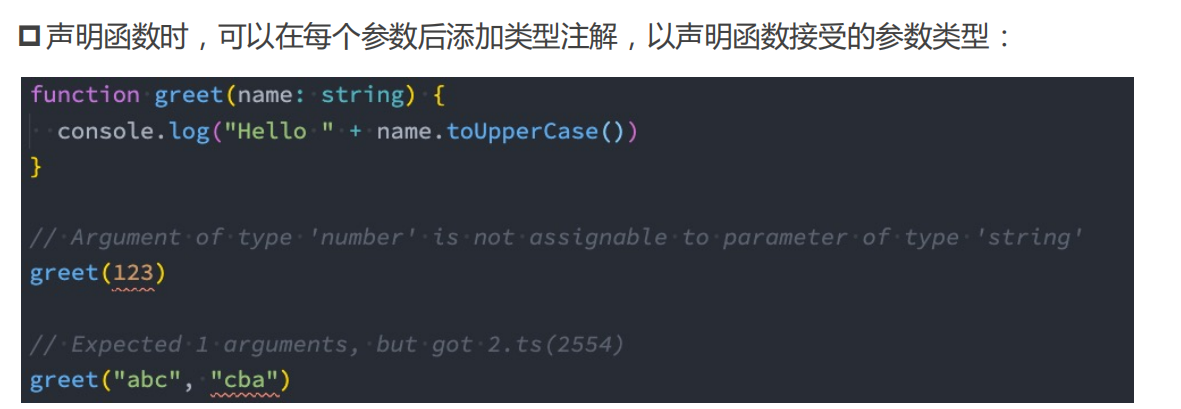 声明函数时，可以在每个参数后添加类型注解，以声明函数接受的参数类型：
function greet(name: string) {
  console.log("Hello " + name.toUpperCase())
}
// Argument of type 'number' is not assignable to parameter of type 'string'
greet(123)
// Expected 1 arguments, but got 2.ts(2554)
greet("abc", "cba")